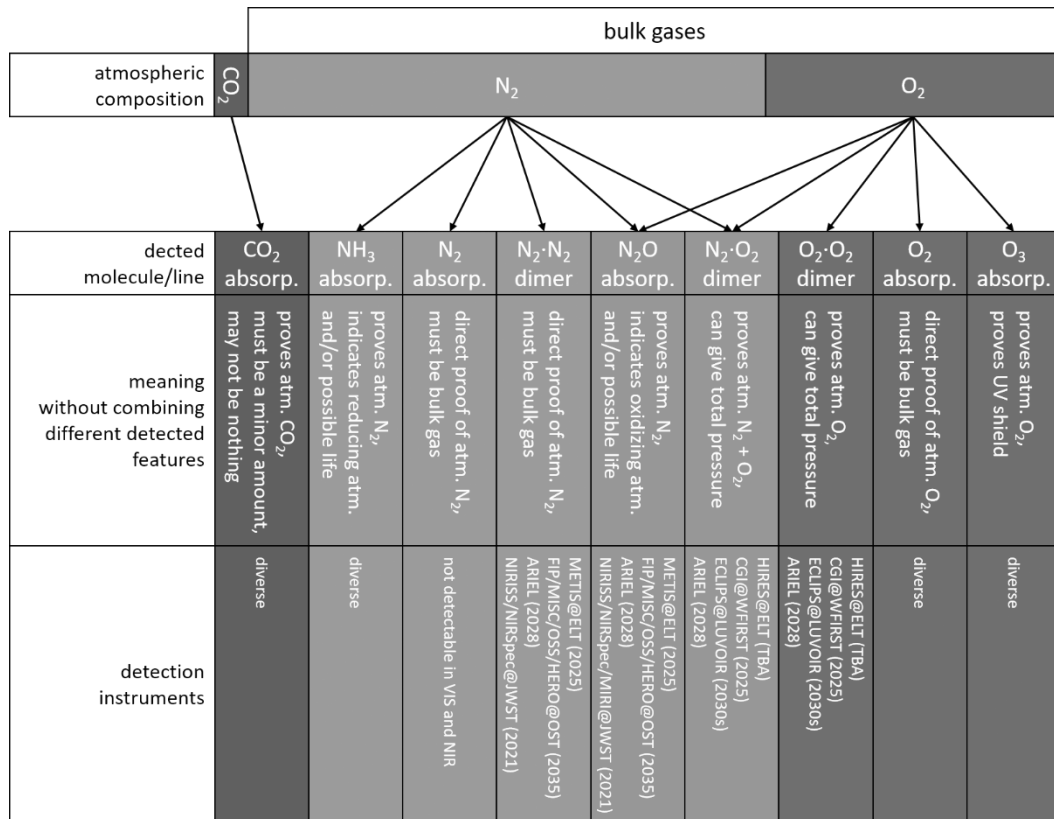 bulk gases
atmospheric
composition
CO₂
N₂
O₂
dected
molecule/line
CO₂
absorp.
NH₃
absorp.
N₂
absorp.
N₂·N₂
dimer
N₂O
absorp.
N₂·O₂
dimer
O₂·O₂
dimer
O₂
absorp.
O₃
absorp.
meaning
without combining
different detected
features
proves atm. CO₂,
must be a minor amount,
may not be nothing
proves atm. N₂,
indicates reducing atm.
and/or possible life
direct proof of atm. N₂,
must be bulk gas
direct proof of atm. N₂,
must be bulk gas
proves atm. N₂,
indicates oxidizing atm.
and/or possible life
proves atm. N₂ + O₂,
can give total pressure
proves atm. O₂,
can give total pressure
direct proof of atm. O₂,
must be bulk gas
proves atm. O₂,
proves UV shield
detection
instruments
diverse
diverse
not detectable in VIS and NIR
METIS@ELT (2025)
FIP/MISC/OSS/HERO@OST (2035)
ARIEL (2028)
NIRISS/NIRSpec@JWST (2021)
METIS@ELT (2025)
FIP/MISC/OSS/HERO@OST (2035)
ARIEL (2028)
NIRISS/NIRSpec/MIRI@JWST (2021)
HIRES@ELT (TBA)
CGI@WFIRST (2025)
ECLIPS@LUVOIR (2030s)
ARIEL (2028)
HIRES@ELT (TBA)
CGI@WFIRST (2025)
ECLIPS@LUVOIR (2030s)
ARIEL (2028)
diverse
diverse